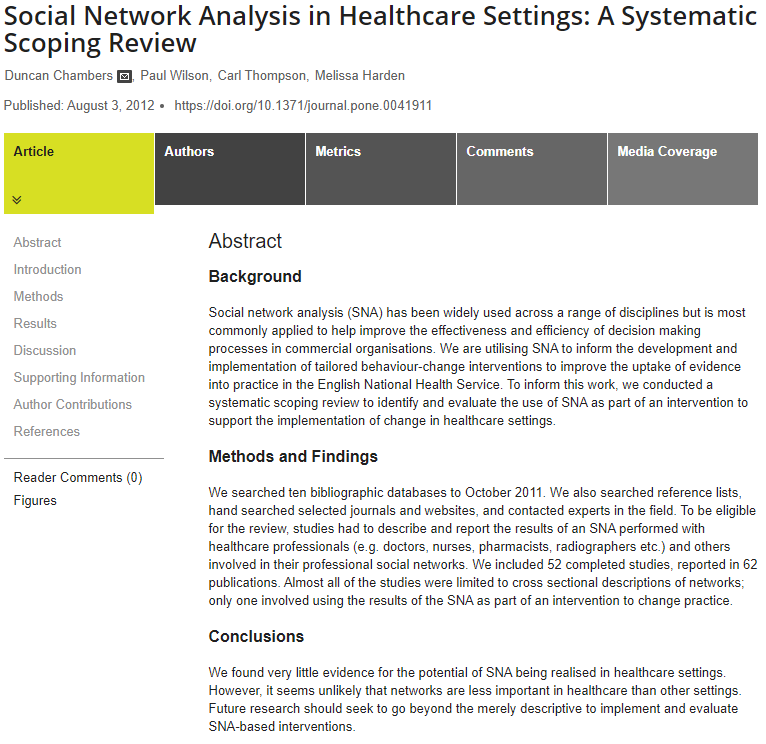 Social Network Analysis in Healthcare Settings: A Systematic
Scoping Review
Duncan Chambers , Paul Wilson, Carl Thompson, Melissa Harden
Published: August 3, 2012 • https://doi.org/10.1371/journal.pone.0041911
Article
Authors
Metrics
Comments
Media Coverage
Abstract
Introduction
Methods
Results
Discussion
Supporting Information
Author Contributions
References
Reader Comments (0)
Figures
Abstract
Background
Social network analysis (SNA) has been widely used across a range of disciplines but is most
commonly applied to help improve the effectiveness and efficiency of decision making
processes in commercial organisations. We are utilising SNA to inform the development and
implementation of tailored behaviour-change interventions to improve the uptake of evidence
into practice in the English National Health Service. To inform this work, we conducted a
systematic scoping review to identify and evaluate the use of SNA as part of an intervention to
support the implementation of change in healthcare settings.
Methods and Findings
We searched ten bibliographic databases to October 2011. We also searched reference lists,
hand searched selected journals and websites, and contacted experts in the field. To be eligible
for the review, studies had to describe and report the results of an SNA performed with
healthcare professionals (e.g. doctors, nurses, pharmacists, radiographers etc.) and others
involved in their professional social networks. We included 52 completed studies, reported in 62
publications. Almost all of the studies were limited to cross sectional descriptions of networks;
only one involved using the results of the SNA as part of an intervention to change practice.
Conclusions
We found very little evidence for the potential of SNA being realised in healthcare settings.
However, it seems unlikely that networks are less important in healthcare than other settings.
Future research should seek to go beyond the merely descriptive to implement and evaluate
SNA-based interventions.